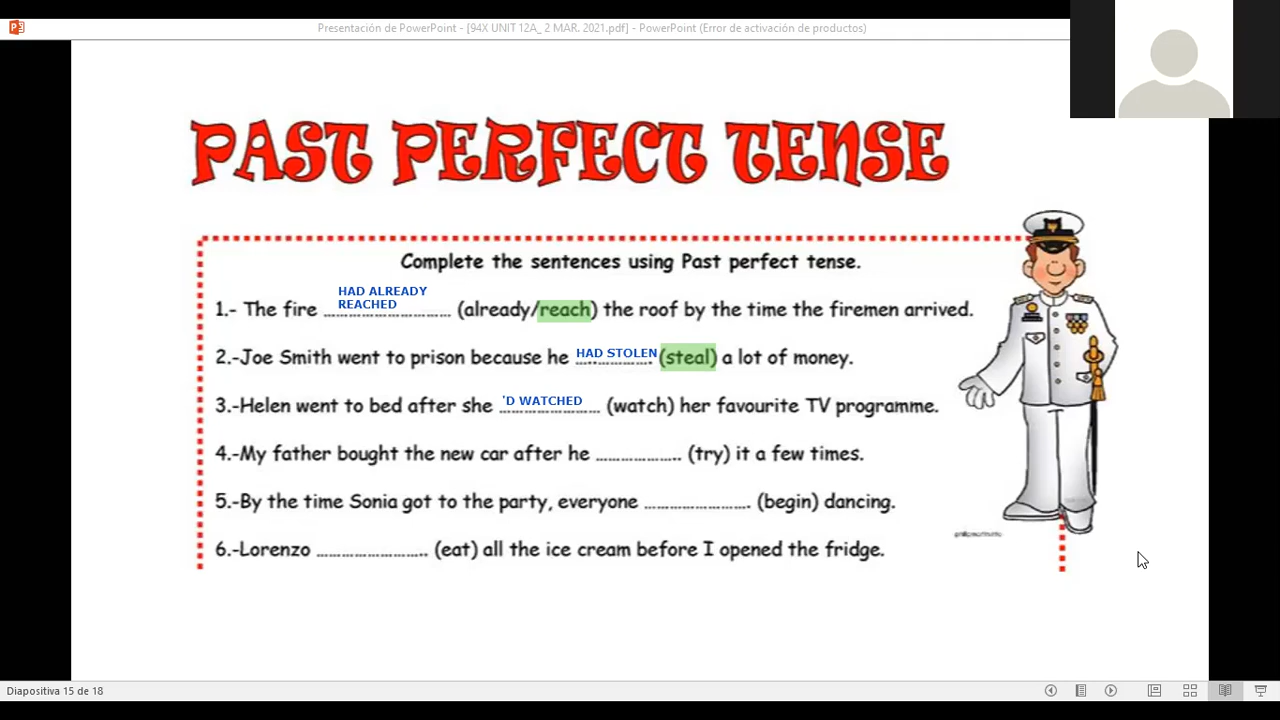 Presentación de PowerPoint - [94X UNIT 12A_ 2 MAR. 2021.pdf] - PowerPoint (Error de activación de productos)
PAST PERFECT TENSE
Complete the sentences using Past perfect tense.
HAD ALREADY
REACHED
1.- The fire ................................ (already/reach) the roof by the time the firemen arrived.
2.-Joe Smith went to prison because he HAD STOLEN (steal) a lot of money.
3.-Helen went to bed after she 'D WATCHED (watch) her favourite TV programme.
4.-My father bought the new car after he ..................... (try) it a few times.
5.-By the time Sonia got to the party, everyone ......................... (begin) dancing.
6.-Lorenzo ........................... (eat) all the ice cream before I opened the fridge.
Diapositiva 15 de 18